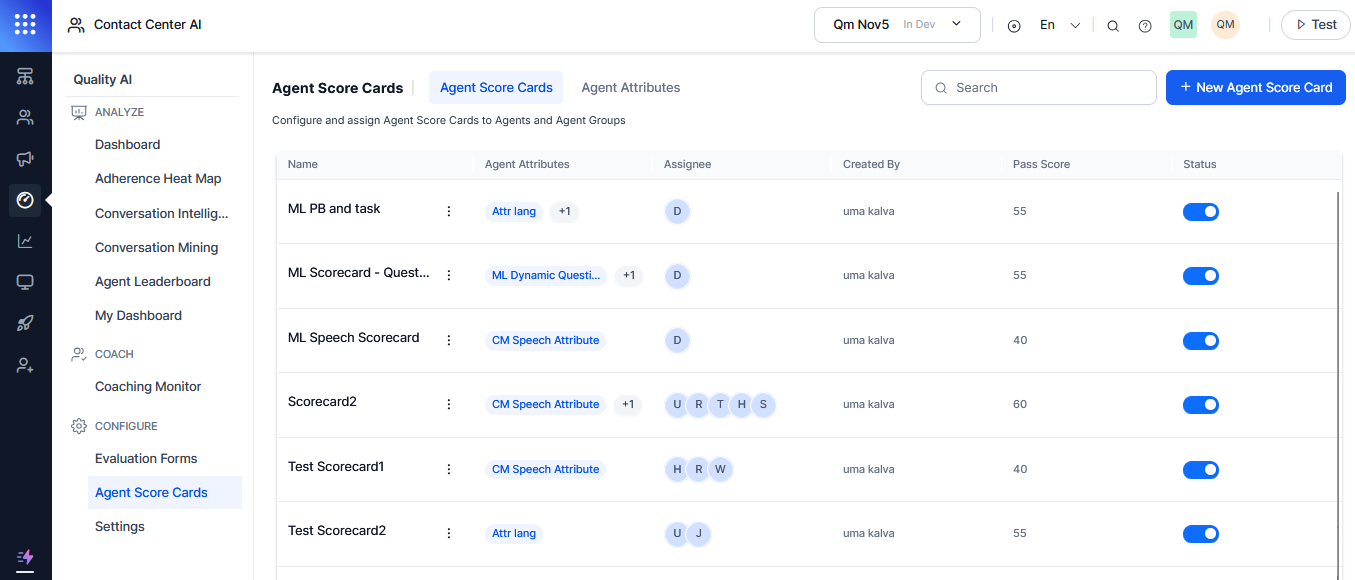 Contact Center AI
Qm Nov5 In Dev
En
QM
QM
Test
Quality AI
ANALYZE
Dashboard
Adherence Heat Map
Conversation Intellig...
Conversation Mining
Agent Leaderboard
My Dashboard
COACH
Coaching Monitor
CONFIGURE
Evaluation Forms
Agent Score Cards
Settings
Agent Score Cards
Agent Score Cards
Agent Attributes
Search
+ New Agent Score Card
Configure and assign Agent Score Cards to Agents and Agent Groups
Name Agent Attributes Assignee Created By Pass Score Status
ML PB and task Attr lang +1 D uma kalva 55
ML Scorecard - Quest... ML Dynamic Questi... +1 D uma kalva 55
ML Speech Scorecard CM Speech Attribute D uma kalva 40
Scorecard2 CM Speech Attribute +1 U R T H S uma kalva 60
Test Scorecard1 CM Speech Attribute H R W uma kalva 40
Test Scorecard2 Attr lang U J uma kalva 55